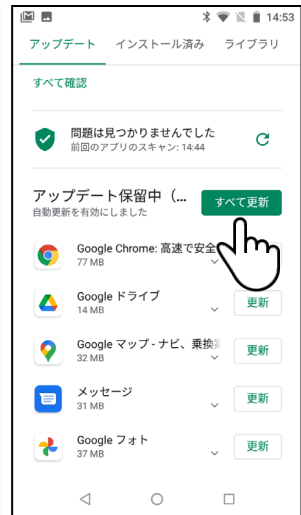 14:53
アップデート インストール済み ライブラリ
すべて確認
問題は見つかりませんでした
前回のアプリのスキャン: 14:44
アップデート保留中（...
自動更新を有効にしました
すべて更新
Google Chrome: 高速で安全
77 MB
Google ドライブ
14 MB
更新
Google マップ - ナビ、乗換
32 MB
更新
メッセージ
31 MB
更新
Google フォト
37 MB
更新